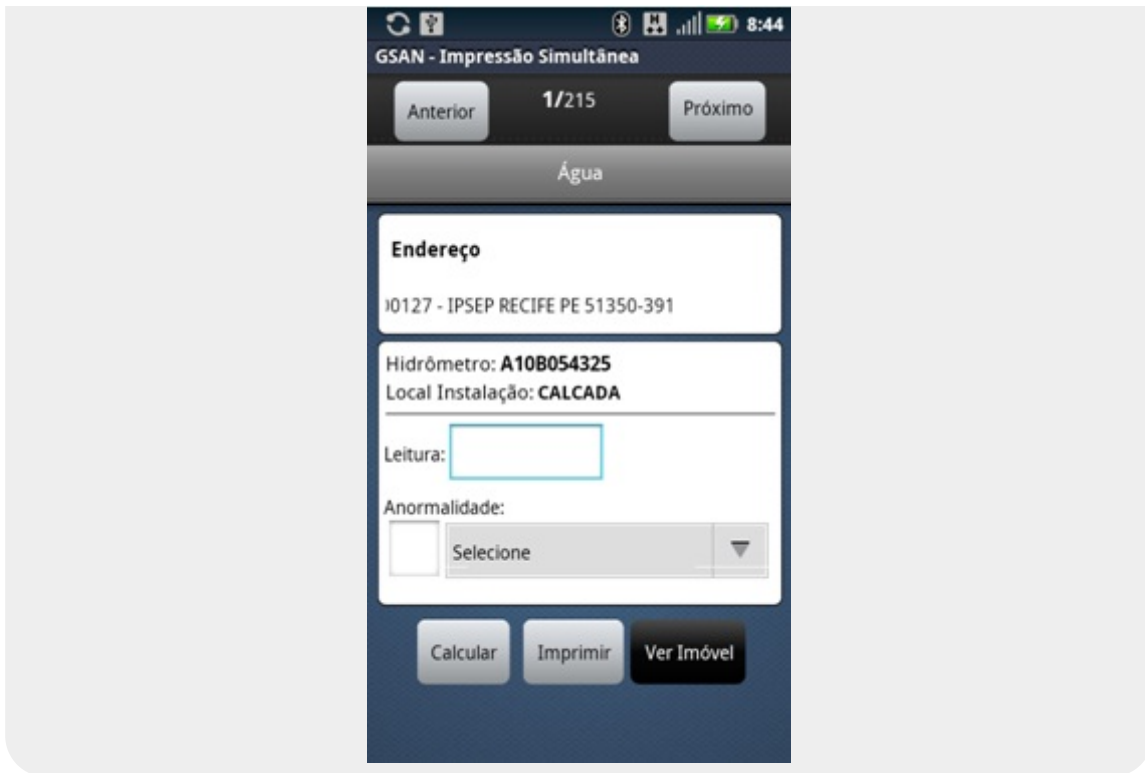 8:44
GSAN - Impressão Simultânea
Anterior 1/215 Próximo
Água
Endereço
00127 - IPSEP RECIFE PE 51350-391
Hidrômetro: A10B054325
Local Instalação: CALCADA
Leitura:
Anormalidade:
Selecione
Calcular Imprimir Ver Imóvel